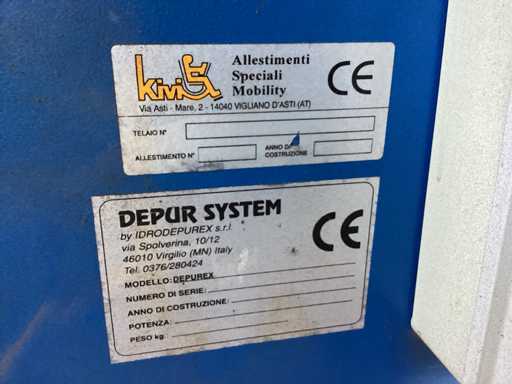 Kivi
Allestimenti
Speciali
Mobility
CE
Via Asti - Mare, 2 - 14040 VIGLIANO D'ASTI (AT)
TELAIO N°
ALLESTIMENTO N°
ANNO DI
COSTRUZIONE
DEPUR SYSTEM
by IDRODEPUREX s.r.l.
via Spolverina, 10/12
46010 Virgilio (MN) Italy
Tel. 0376/280424
CE
MODELLO: DEPUREX
NUMERO DI SERIE:
ANNO DI COSTRUZIONE:
POTENZA:
PESO kg.